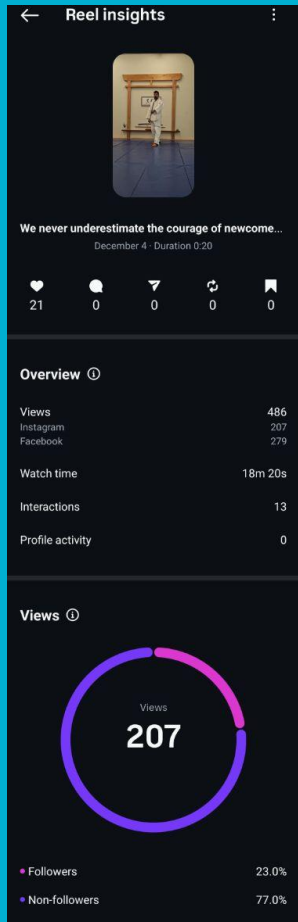 Reel insights
We never underestimate the courage of newcome...
December 4 · Duration 0:20
21 0 0 0 0
Overview
Views 486
Instagram 207
Facebook 279
Watch time 18m 20s
Interactions 13
Profile activity 0
Views
Views
207
Followers 23.0%
Non-followers 77.0%